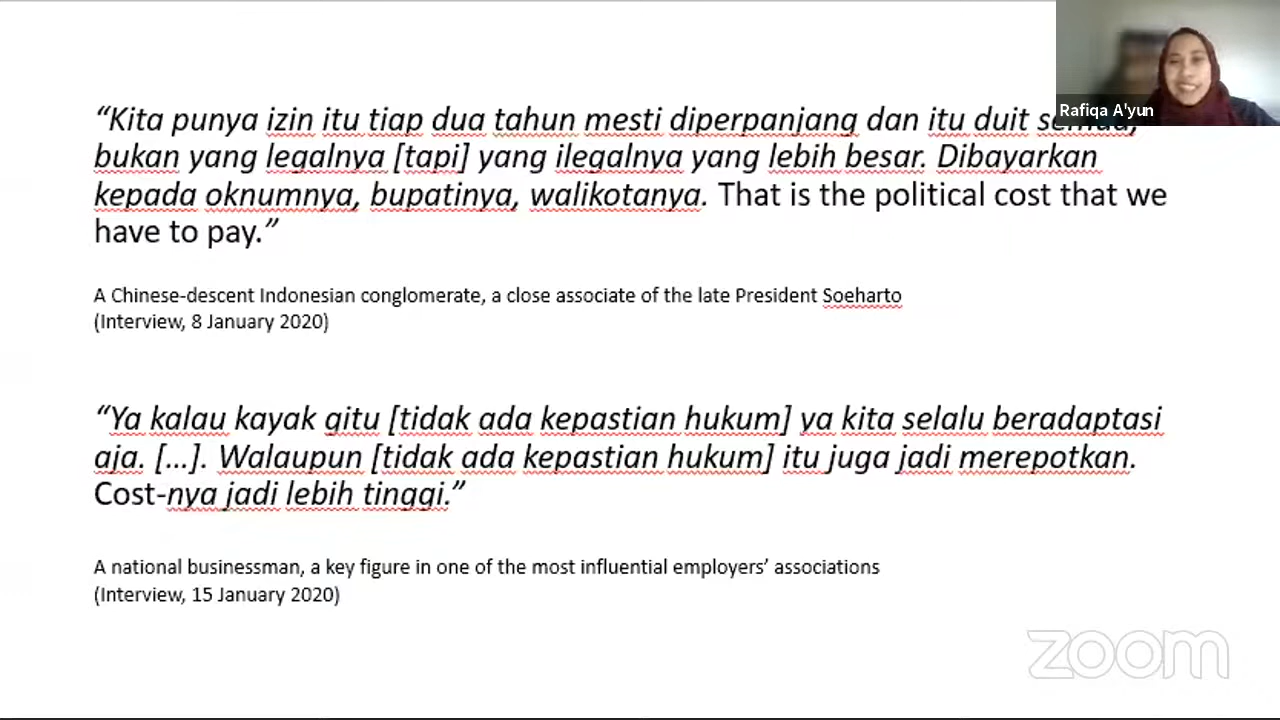 Rafiqa A'yun
“Kita punya izin itu tiap dua tahun mesti diperpanjang dan itu duit
bukan yang legalnya [tapi] yang ilegalnya yang lebih besar. Dibayarkan
kepada oknumnya, bupatinya, walikotanya. That is the political cost that we
have to pay.”
A Chinese-descent Indonesian conglomerate, a close associate of the late President Soeharto
(Interview, 8 January 2020)
“Ya kalau kayak gitu [tidak ada kepastian hukum] ya kita selalu beradaptasi
aja. [...]. Walaupun [tidak ada kepastian hukum] itu juga jadi merepotkan.
Cost-nya jadi lebih tinggi.”
A national businessman, a key figure in one of the most influential employers’ associations
(Interview, 15 January 2020)
zoom